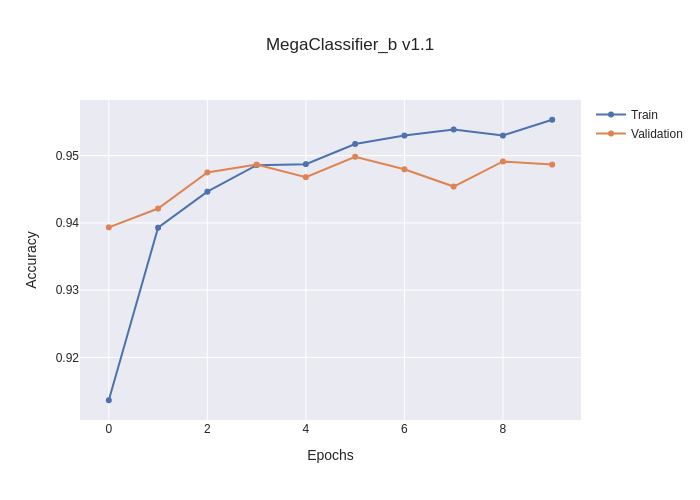 MegaClassifier_b v1.1
Train
Validation
0.95
0.94
0.93
0.92
Accuracy
0
2
4
6
8
Epochs